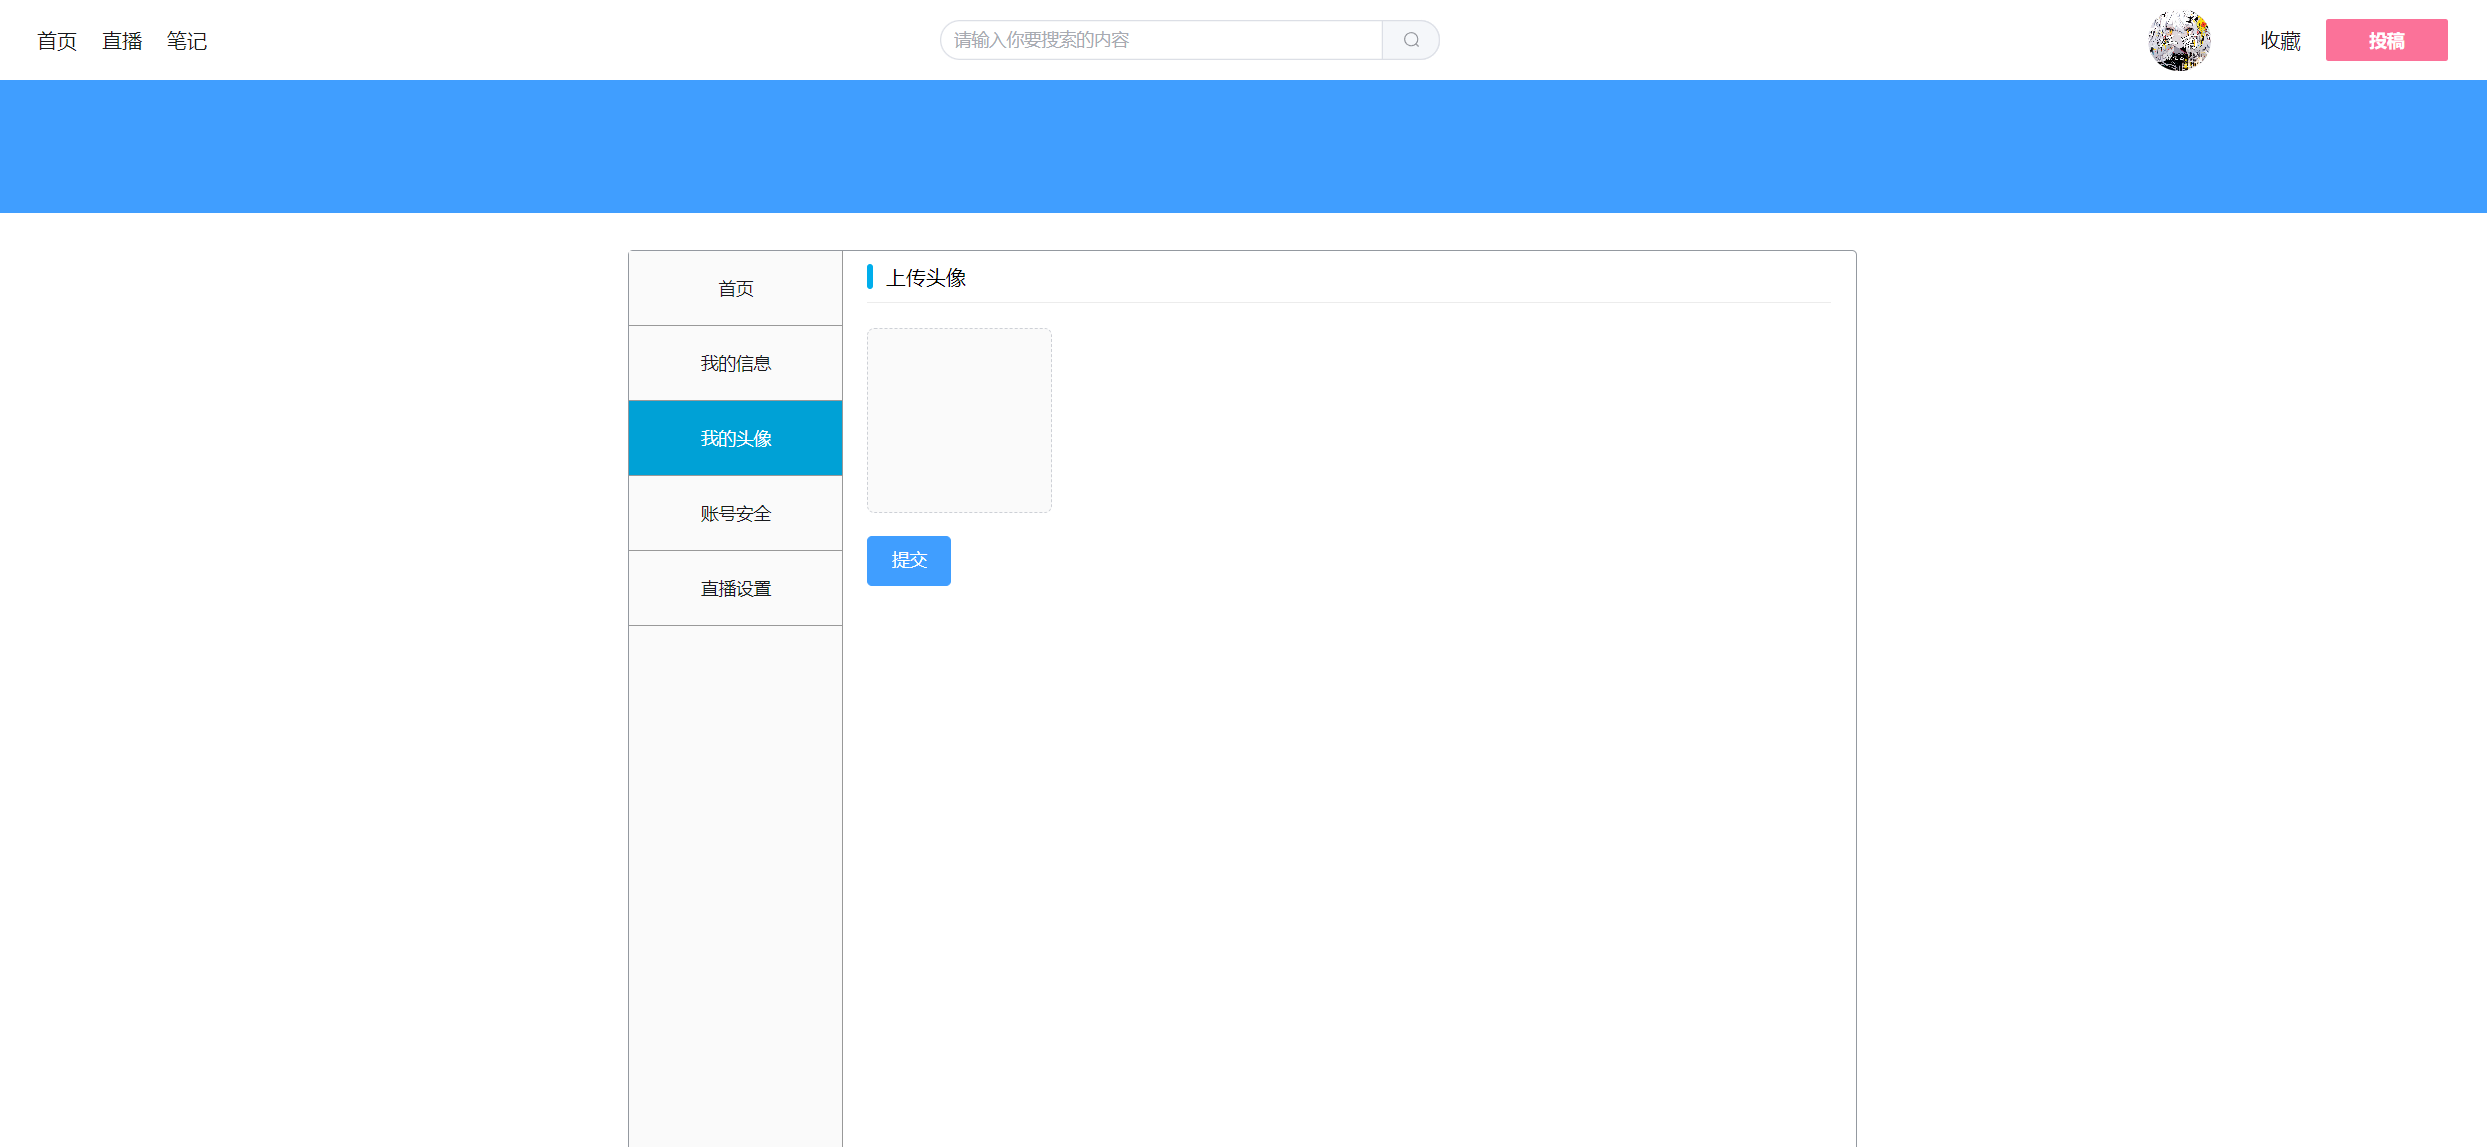 首页 直播 笔记 请输入你要搜索的内容 收藏 投稿
首页
我的信息
我的头像
账号安全
直播设置
上传头像
提交